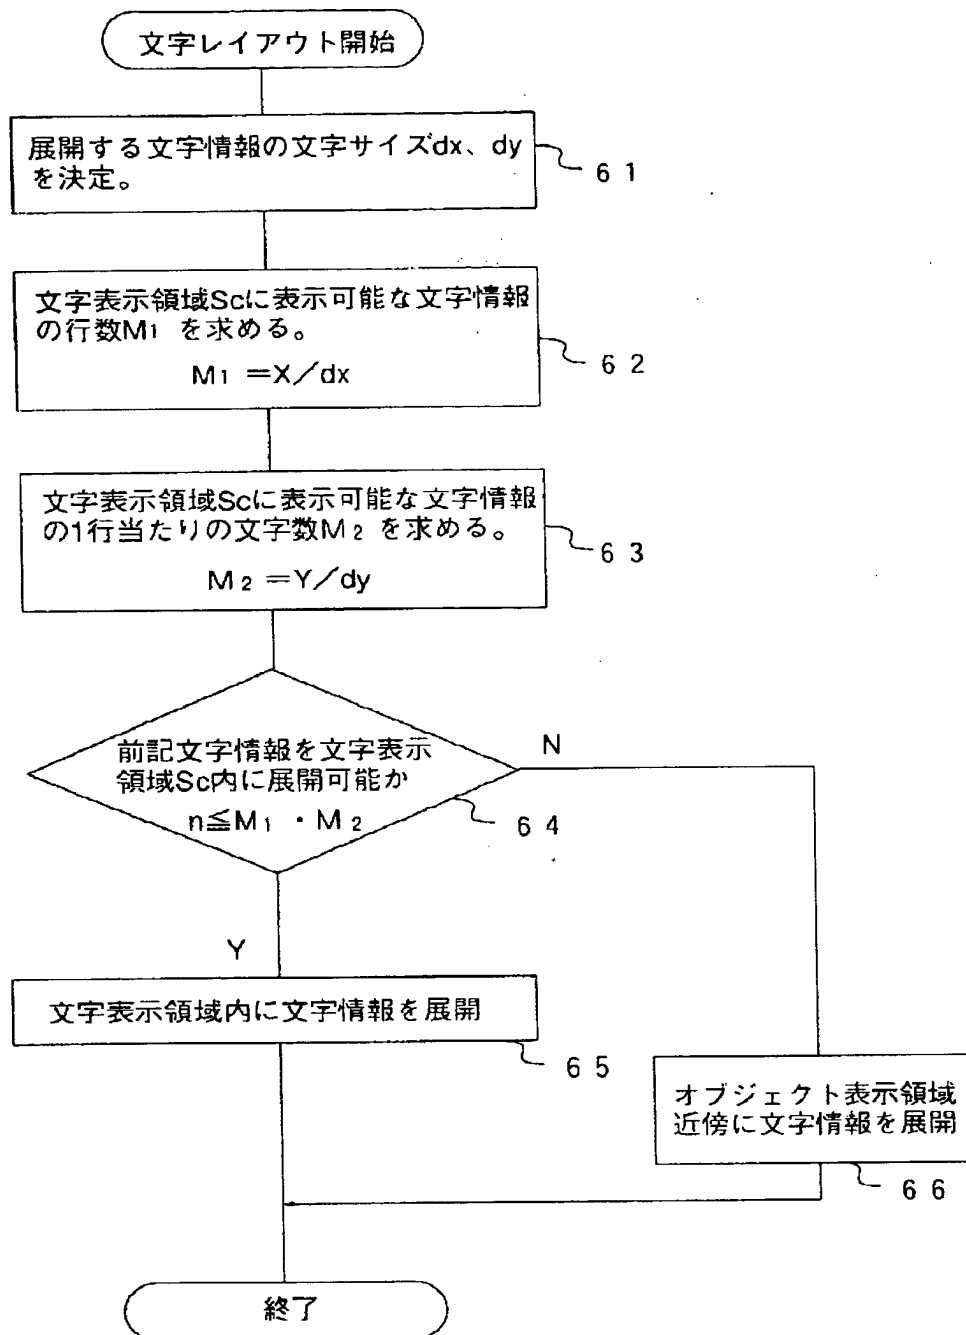 文字レイアウト開始
展開する文字情報の文字サイズdx、dy
を決定。
61
文字表示領域Scに表示可能な文字情報
の行数M1 を求める。
M1 =X/dx
62
文字表示領域Scに表示可能な文字情報
の1行当たりの文字数M2 を求める。
M2 =Y/dy
63
前記文字情報を文字表示
領域Sc内に展開可能か
n≦M1 ・M2
64
N
Y
文字表示領域内に文字情報を展開
65
オブジェクト表示領域
近傍に文字情報を展開
66
終了